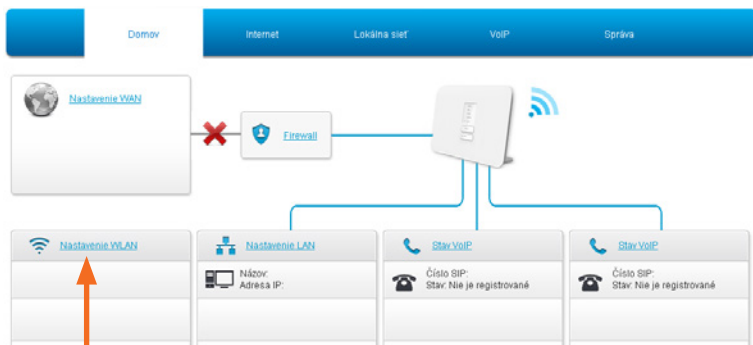 Domov Internet Lokálna sieť VoIP Správa
Nastavenie WAN
Firewall
Nastavenie WLAN
Nastavenie LAN
Názov:
Adresa IP:
Stav VoIP
Číslo SIP:
Stav: Nie je registrované
Stav VoIP
Číslo SIP:
Stav: Nie je registrované